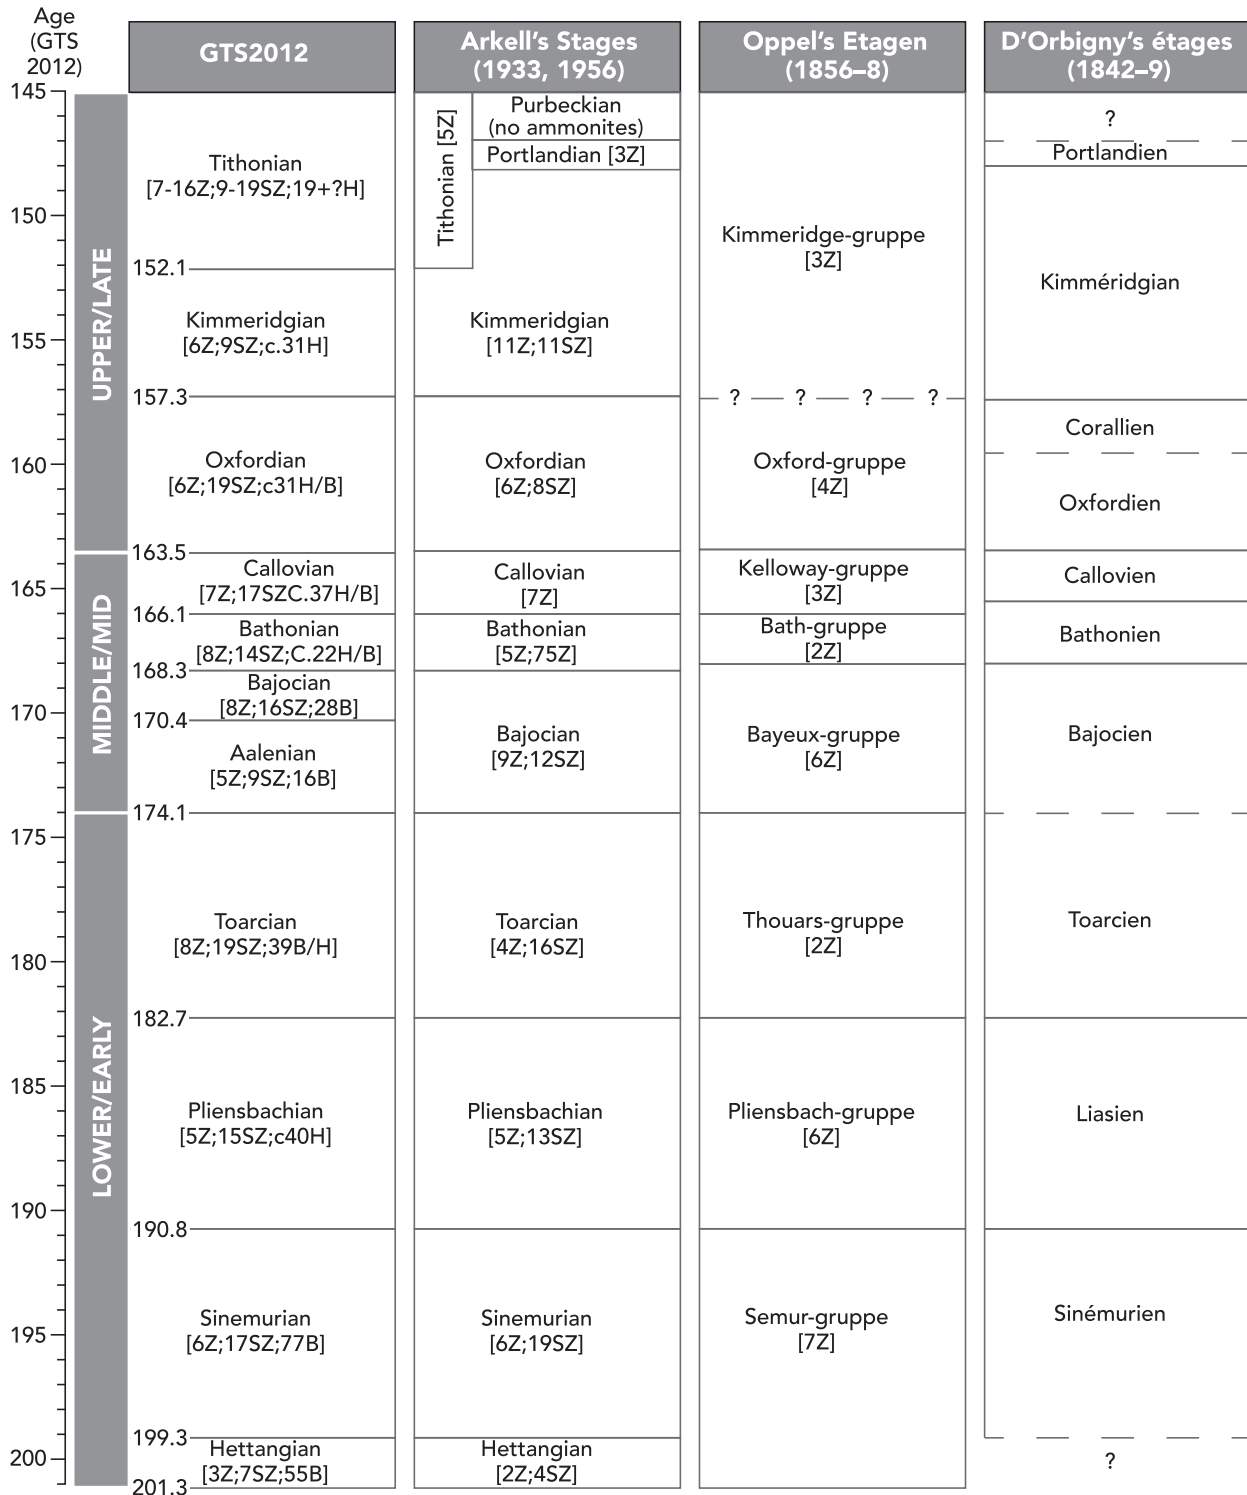 Age
(GTS
2012)
GTS2012
Arkell's Stages
(1933, 1956)
Oppel's Etagen
(1856–8)
D'Orbigny's étages
(1842–9)
145
150
155
160
165
170
175
180
185
190
195
200
UPPER/LATE
MIDDLE/MID
LOWER/EARLY
Tithonian
[7-16Z;9-19SZ;19+?H]
152.1
Kimmeridgian
[6Z;9SZ;c.31H]
157.3
Oxfordian
[6Z;19SZ;c31H/B]
163.5
Callovian
[7Z;17SZC.37H/B]
166.1
Bathonian
[8Z;14SZ;C.22H/B]
168.3
Bajocian
[8Z;16SZ;28B]
170.4
Aalenian
[5Z;9SZ;16B]
174.1
Toarcian
[8Z;19SZ;39B/H]
182.7
Pliensbachian
[5Z;15SZ;c40H]
190.8
Sinemurian
[6Z;17SZ;77B]
199.3
Hettangian
[3Z;7SZ;55B]
201.3
Tithonian [5Z]
Purbeckian
(no ammonites)
Portlandian [3Z]
Kimmeridgian
[11Z;11SZ]
Oxfordian
[6Z;8SZ]
Callovian
[7Z]
Bathonian
[5Z;75Z]
Bajocian
[9Z;12SZ]
Toarcian
[4Z;16SZ]
Pliensbachian
[5Z;13SZ]
Sinemurian
[6Z;19SZ]
Hettangian
[2Z;4SZ]
Kimmeridge-gruppe
[3Z]
? ? ? ?
Oxford-gruppe
[4Z]
Kelloway-gruppe
[3Z]
Bath-gruppe
[2Z]
Bayeux-gruppe
[6Z]
Thouars-gruppe
[2Z]
Pliensbach-gruppe
[6Z]
Semur-gruppe
[7Z]
?
Portlandien
Kimméridgian
Corallien
Oxfordien
Callovien
Bathonien
Bajocien
Toarcien
Liasien
Sinémurien
?